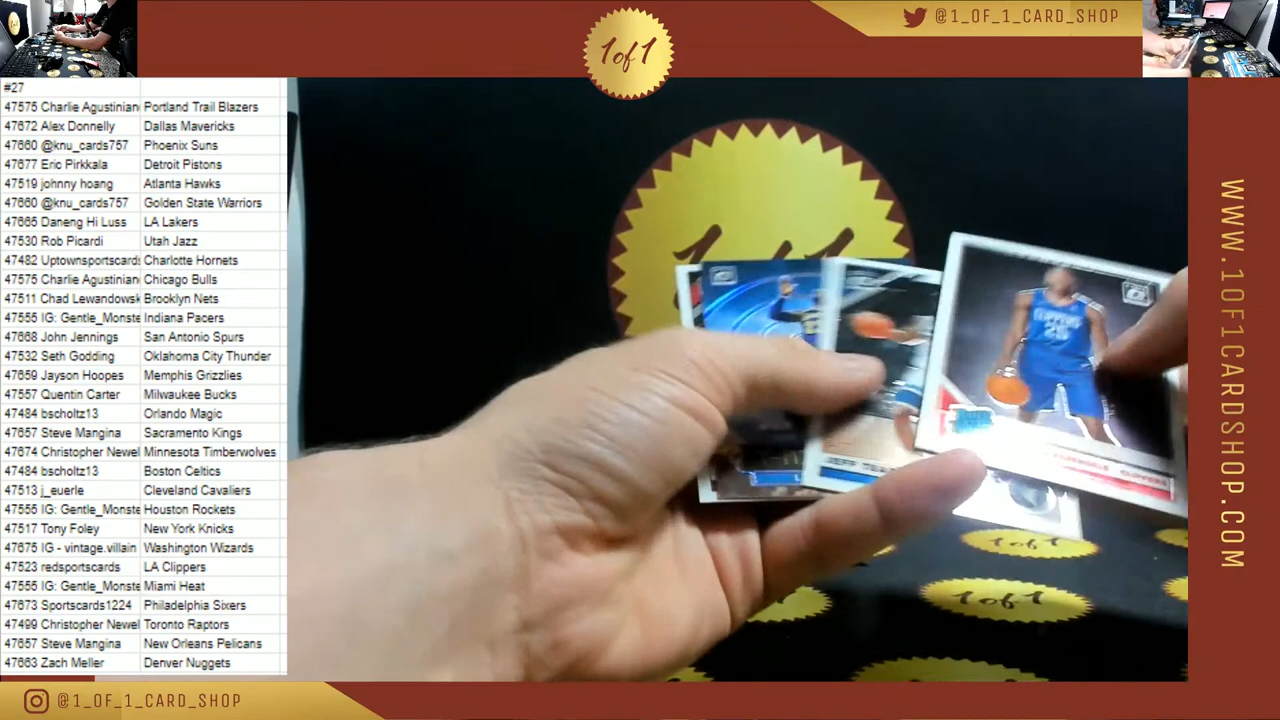 @1_OF_1_CARD_SHOP
1of1
#27
47575 Charlie Agustinian Portland Trail Blazers
47672 Alex Donnelly Dallas Mavericks
47660 @knu_cards757 Phoenix Suns
47677 Eric Pirkkala Detroit Pistons
47519 johnny hoang Atlanta Hawks
47660 @knu_cards757 Golden State Warriors
47665 Daneng Hi Luss LA Lakers
47530 Rob Picardi Utah Jazz
47482 Uptownsportscards Charlotte Hornets
47575 Charlie Agustinian Chicago Bulls
47511 Chad Lewandowsk Brooklyn Nets
47555 IG: Gentle_Monste Indiana Pacers
47668 John Jennings San Antonio Spurs
47532 Seth Godding Oklahoma City Thunder
47659 Jayson Hoopes Memphis Grizzlies
47557 Quentin Carter Milwaukee Bucks
47484 bscholtz13 Orlando Magic
47657 Steve Mangina Sacramento Kings
47674 Christopher Newel Minnesota Timberwolves
47484 bscholtz13 Boston Celtics
47513 j_euerle Cleveland Cavaliers
47555 IG: Gentle_Monste Houston Rockets
47517 Tony Foley New York Knicks
47675 IG - vintage.villain Washington Wizards
47523 redsportscards LA Clippers
47555 IG: Gentle_Monste Miami Heat
47673 Sportscards1224 Philadelphia Sixers
47499 Christopher Newel Toronto Raptors
47657 Steve Mangina New Orleans Pelicans
47663 Zach Meller Denver Nuggets
CLIPPERS
20
JEFF
CLIPPERS
1of1
1of1
WWW.1OF1CARDSHOP.COM
@1_OF_1_CARD_SHOP